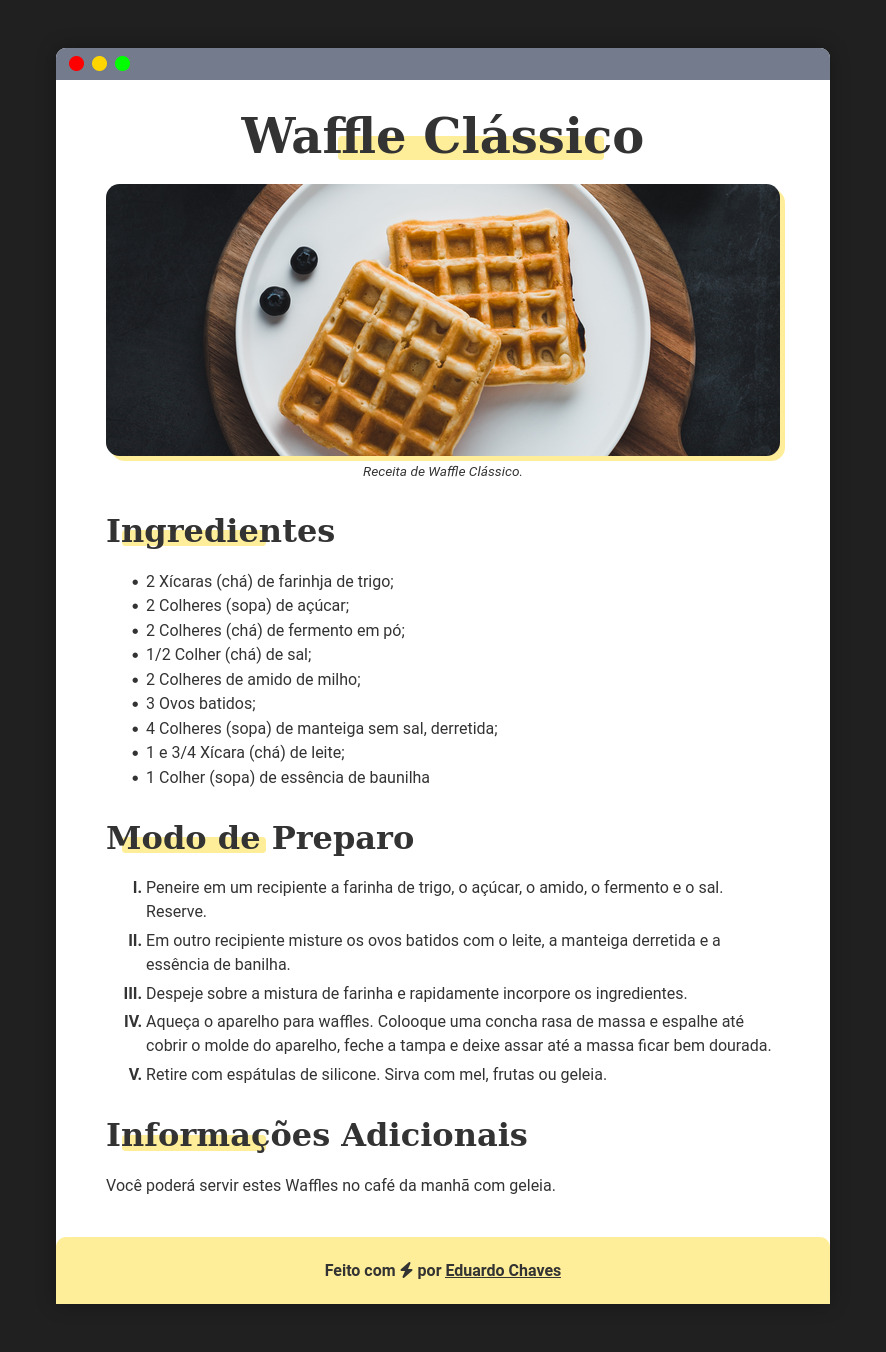 Waffle Clássico
Receita de Waffle Clássico.
Ingredientes
• 2 Xícaras (chá) de farinhja de trigo;
• 2 Colheres (sopa) de açúcar;
• 2 Colheres (chá) de fermento em pó;
• 1/2 Colher (chá) de sal;
• 2 Colheres de amido de milho;
• 3 Ovos batidos;
• 4 Colheres (sopa) de manteiga sem sal, derretida;
• 1 e 3/4 Xícara (chá) de leite;
• 1 Colher (sopa) de essência de baunilha
Modo de Preparo
I. Peneire em um recipiente a farinha de trigo, o açúcar, o amido, o fermento e o sal.
Reserve.
II. Em outro recipiente misture os ovos batidos com o leite, a manteiga derretida e a
essência de banilha.
III. Despeje sobre a mistura de farinha e rapidamente incorpore os ingredientes.
IV. Aqueça o aparelho para waffles. Colooque uma concha rasa de massa e espalhe até
cobrir o molde do aparelho, feche a tampa e deixe assar até a massa ficar bem dourada.
V. Retire com espátulas de silicone. Sirva com mel, frutas ou geleia.
Informações Adicionais
Você poderá servir estes Waffles no café da manhã com geleia.
Feito com ⚡ por Eduardo Chaves